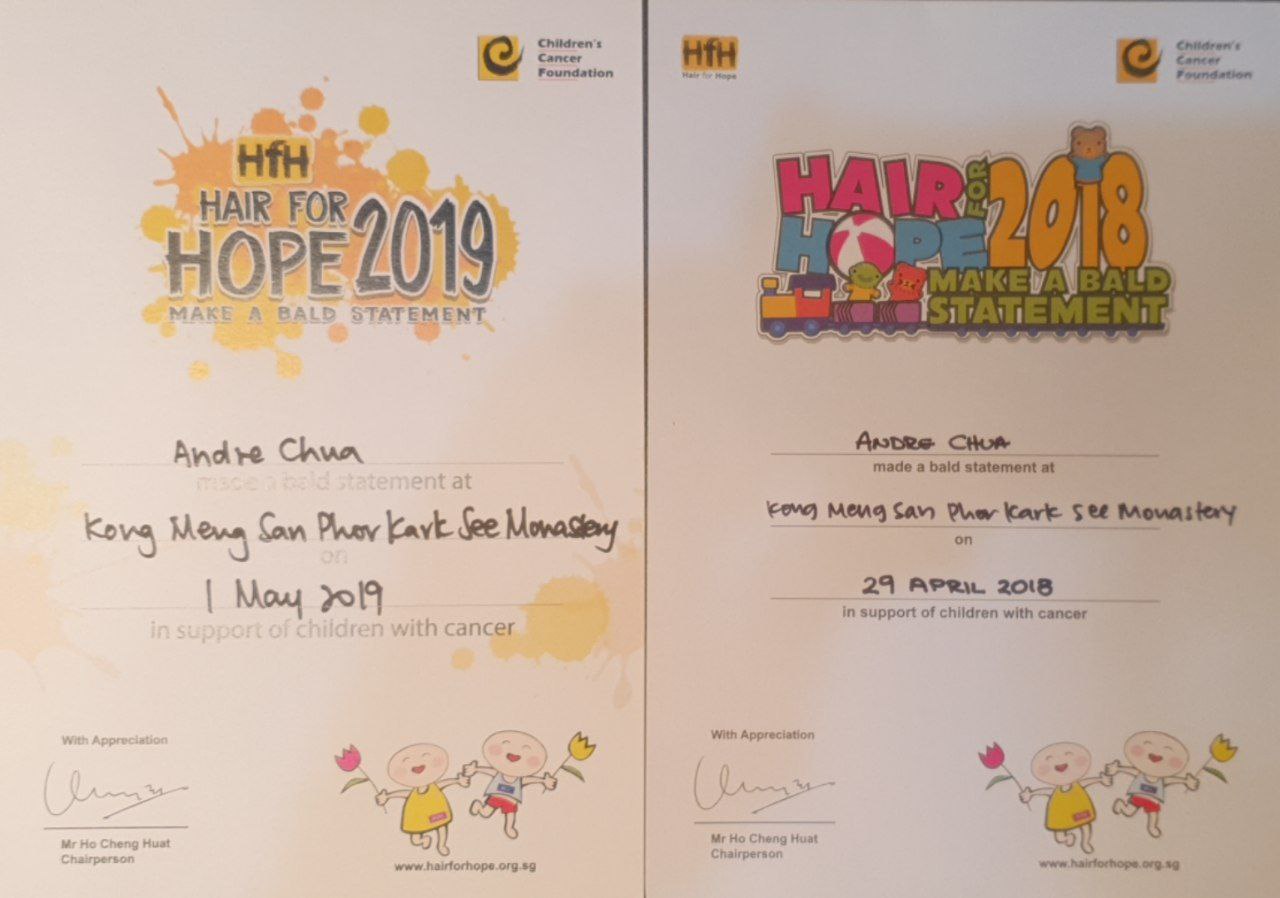 Children's
Cancer
Foundation
HfH
HAIR FOR
HOPE 2019
MAKE A BALD STATEMENT
Andre Chua
made a bald statement at
Kong Meng San Phor Kark See Monastery
on
1 May 2019
in support of children with cancer
With Appreciation
Mr Ho Cheng Huat
Chairperson
www.hairforhope.org.sg
HfH
Hair for Hope
Children's
Cancer
Foundation
HAIR FOR
HOPE 2018
MAKE A BALD
STATEMENT
ANDRE CHUA
made a bald statement at
Kong Meng San Phor Kark See Monastery
on
29 APRIL 2018
in support of children with cancer
With Appreciation
Mr Ho Cheng Huat
Chairperson
www.hairforhope.org.sg